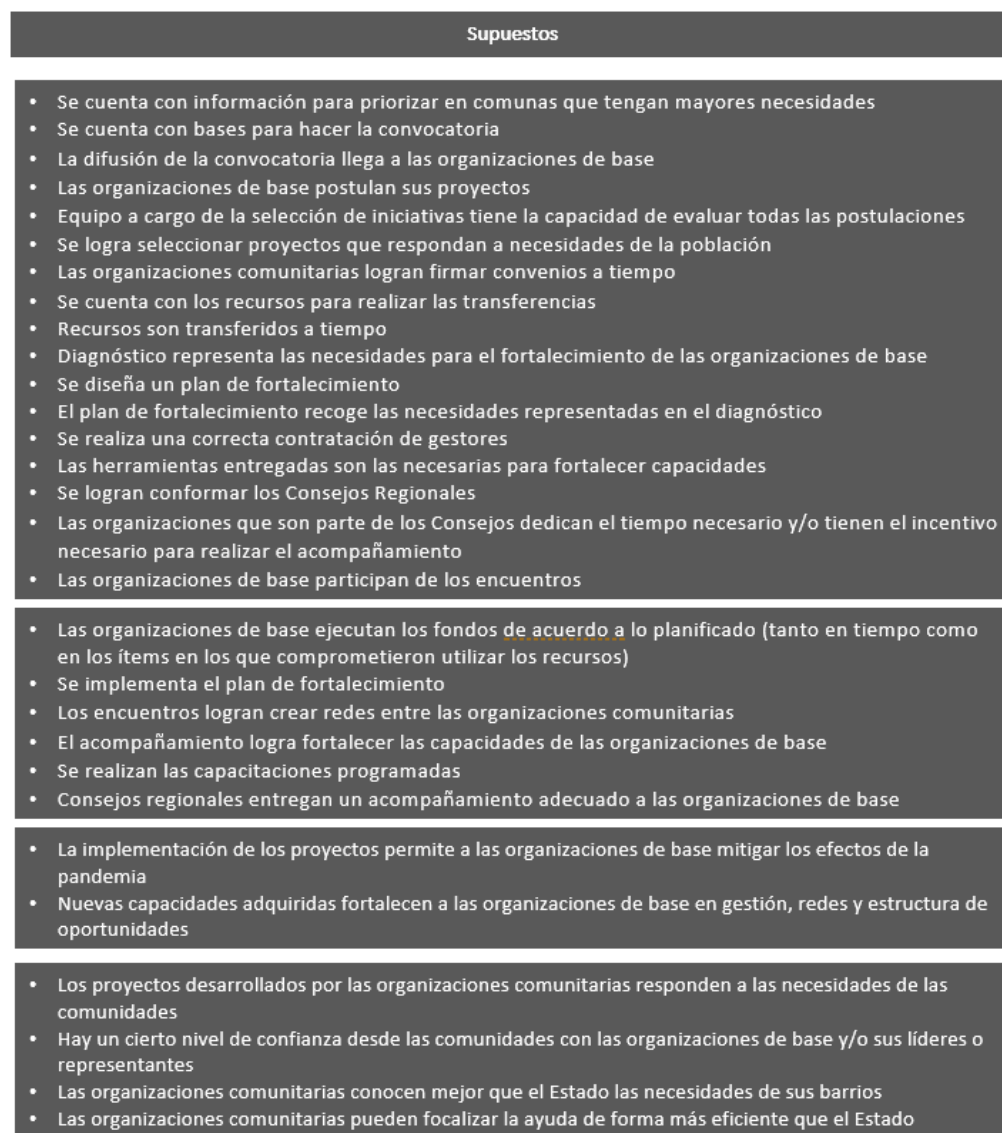 Supuestos
• Se cuenta con información para priorizar en comunas que tengan mayores necesidades
• Se cuenta con bases para hacer la convocatoria
• La difusión de la convocatoria llega a las organizaciones de base
• Las organizaciones de base postulan sus proyectos
• Equipo a cargo de la selección de iniciativas tiene la capacidad de evaluar todas las postulaciones
• Se logra seleccionar proyectos que respondan a necesidades de la población
• Las organizaciones comunitarias logran firmar convenios a tiempo
• Se cuenta con los recursos para realizar las transferencias
• Recursos son transferidos a tiempo
• Diagnóstico representa las necesidades para el fortalecimiento de las organizaciones de base
• Se diseña un plan de fortalecimiento
• El plan de fortalecimiento recoge las necesidades representadas en el diagnóstico
• Se realiza una correcta contratación de gestores
• Las herramientas entregadas son las necesarias para fortalecer capacidades
• Se logran conformar los Consejos Regionales
• Las organizaciones que son parte de los Consejos dedican el tiempo necesario y/o tienen el incentivo
necesario para realizar el acompañamiento
• Las organizaciones de base participan de los encuentros
• Las organizaciones de base ejecutan los fondos de acuerdo a lo planificado (tanto en tiempo como
en los ítems en los que comprometieron utilizar los recursos)
• Se implementa el plan de fortalecimiento
• Los encuentros logran crear redes entre las organizaciones comunitarias
• El acompañamiento logra fortalecer las capacidades de las organizaciones de base
• Se realizan las capacitaciones programadas
• Consejos regionales entregan un acompañamiento adecuado a las organizaciones de base
• La implementación de los proyectos permite a las organizaciones de base mitigar los efectos de la
pandemia
• Nuevas capacidades adquiridas fortalecen a las organizaciones de base en gestión, redes y estructura de
oportunidades
• Los proyectos desarrollados por las organizaciones comunitarias responden a las necesidades de las
comunidades
• Hay un cierto nivel de confianza desde las comunidades con las organizaciones de base y/o sus líderes o
representantes
• Las organizaciones comunitarias conocen mejor que el Estado las necesidades de sus barrios
• Las organizaciones comunitarias pueden focalizar la ayuda de forma más eficiente que el Estado